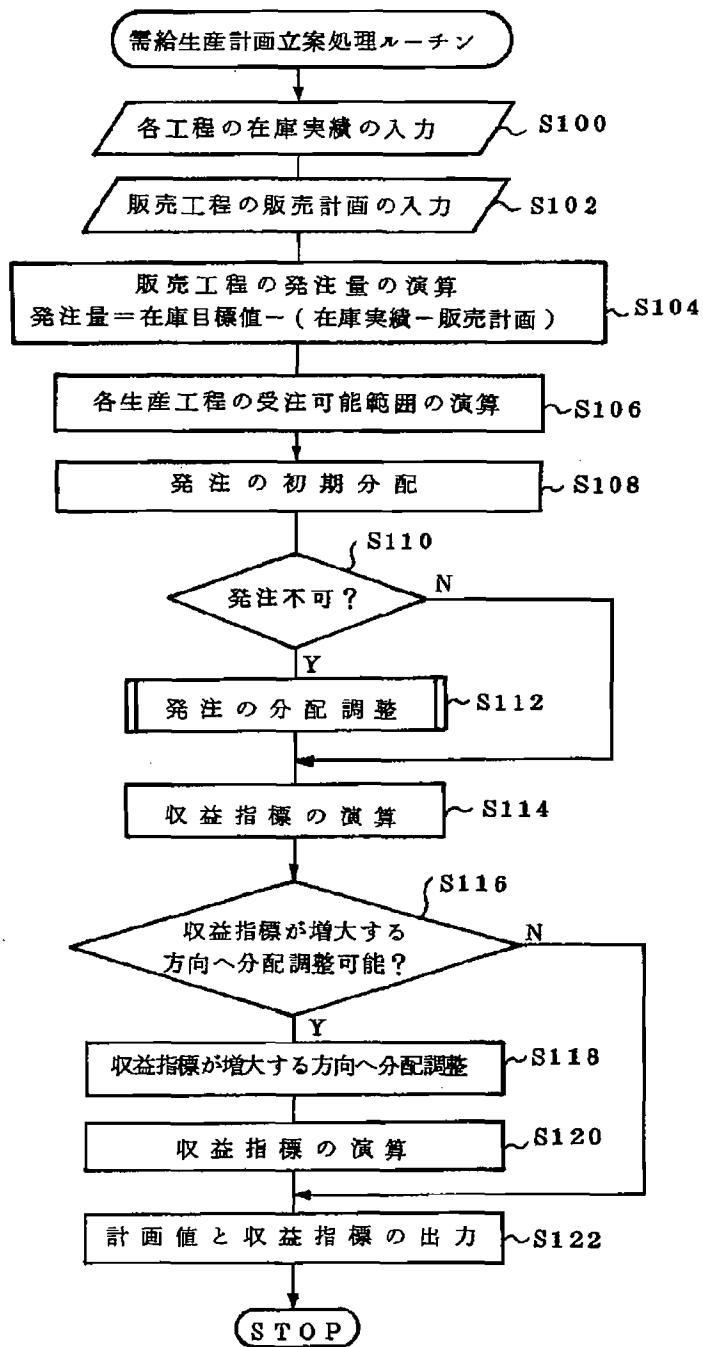 需給生産計画立案処理ルーチン
各工程の在庫実績の入力
S100
販売工程の販売計画の入力
S102
販売工程の発注量の演算
発注量=在庫目標値-(在庫実績-販売計画)
S104
各生産工程の受注可能範囲の演算
S106
発注の初期分配
S108
S110
発注不可?
N
Y
発注の分配調整
S112
収益指標の演算
S114
S116
収益指標が増大する
方向へ分配調整可能?
N
Y
収益指標が増大する方向へ分配調整
S118
収益指標の演算
S120
計画値と収益指標の出力
S122
STOP